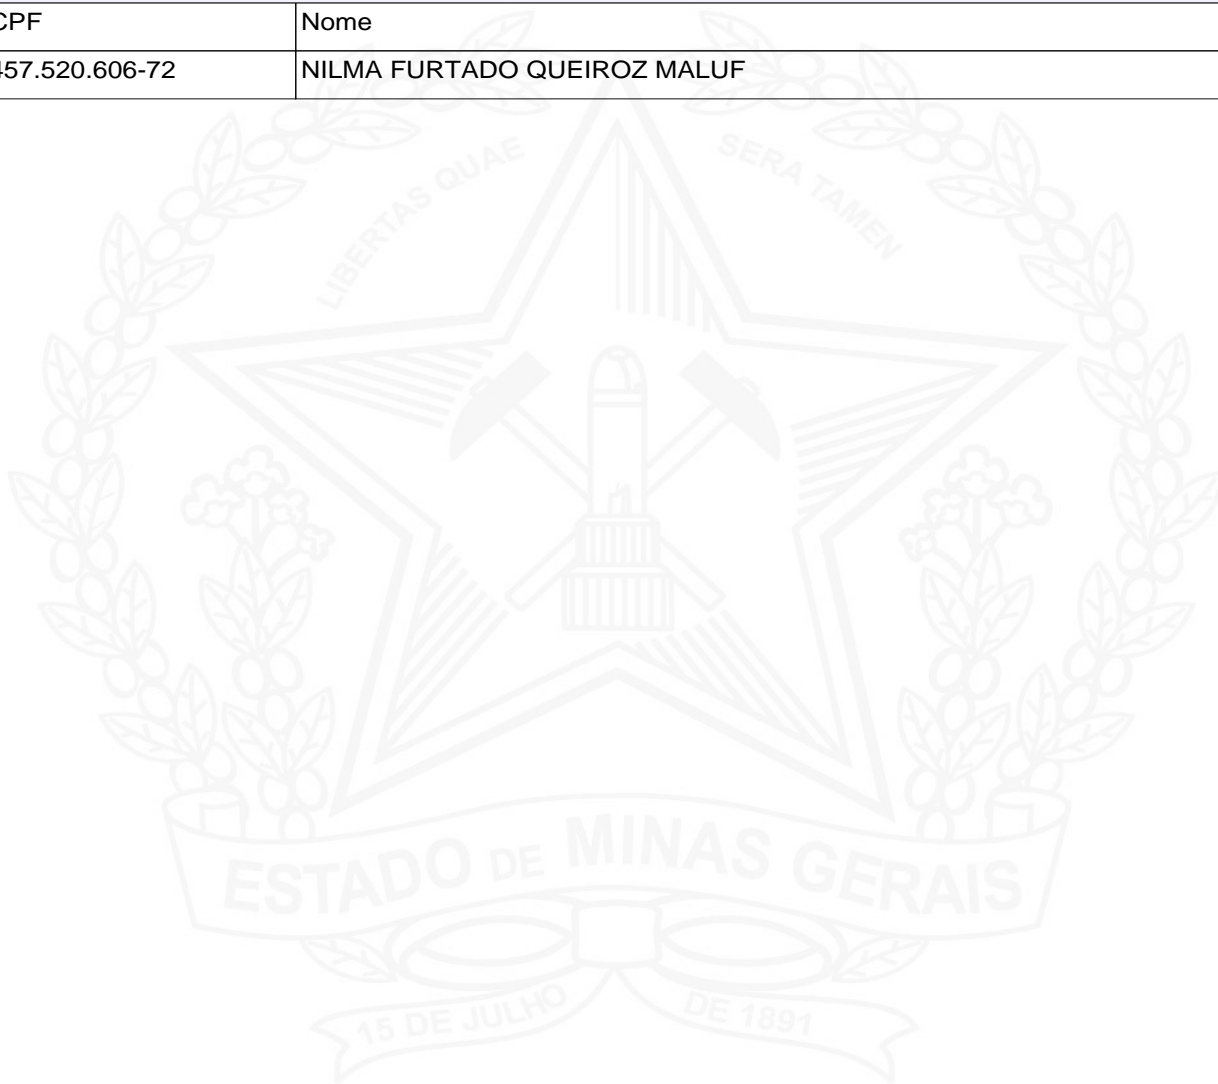 CPF Nome
457.520.606-72 NILMA FURTADO QUEIROZ MALUF
LIBERTAS QUAE SERA TAMEN
ESTADO DE MINAS GERAIS
15 DE JULHO DE 1891